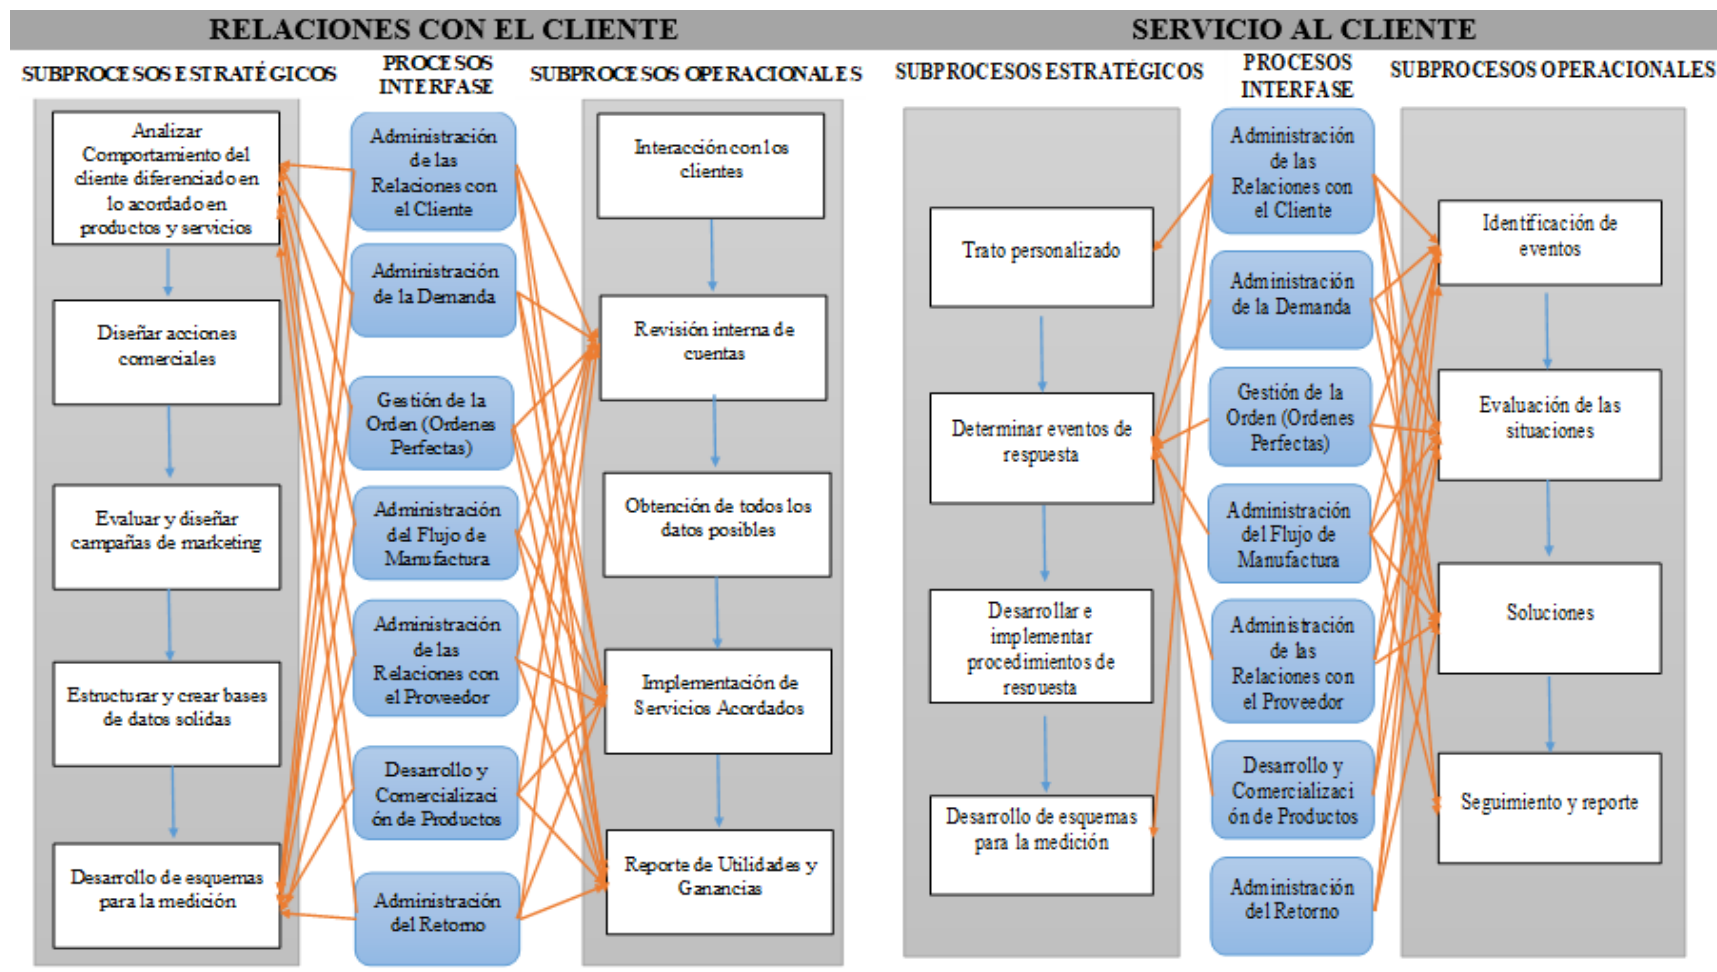 RELACIONES CON EL CLIENTE
SUBPROCESOS ESTRATÉGICOS
PROCESOS
INTERFASE
SUBPROCESOS OPERACIONALES
Analizar
Comportamiento del
cliente diferenciado en
lo acordado en
productos y servicios
Diseñar acciones
comerciales
Evaluar y diseñar
campañas de marketing
Estructurar y crear bases
de datos solidas
Desarrollo de esquemas
para la medición
Administración
de las
Relaciones con
el Cliente
Administración
de la Demanda
Gestión de la
Orden (Ordenes
Perfectas)
Administración
del Flujo de
Manufactura
Administración
de las
Relaciones con
el Proveedor
Desarrollo y
Comercializaci
ón de Productos
Administración
del Retorno
Interacción con los
clientes
Revisión interna de
cuentas
Obtención de todos los
datos posibles
Implementación de
Servicios Acordados
Reporte de Utilidades y
Ganancias
SERVICIO AL CLIENTE
SUBPROCESOS ESTRATÉGICOS
PROCESOS
INTERFASE
SUBPROCESOS OPERACIONALES
Trato personalizado
Determinar eventos de
respuesta
Desarrollar e
implementar
procedimientos de
respuesta
Desarrollo de esquemas
para la medición
Administración
de las
Relaciones con
el Cliente
Administración
de la Demanda
Gestión de la
Orden (Ordenes
Perfectas)
Administración
del Flujo de
Manufactura
Administración
de las
Relaciones con
el Proveedor
Desarrollo y
Comercializaci
ón de Productos
Administración
del Retorno
Identificación de
eventos
Evaluación de las
situaciones
Soluciones
Seguimiento y reporte